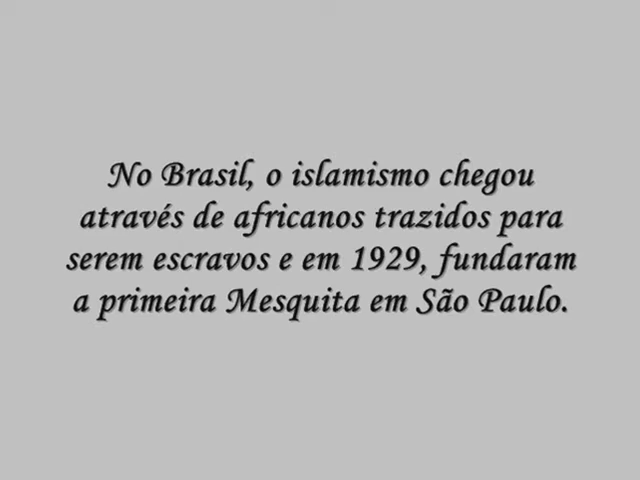 No Brasil, o islamismo chegou
através de africanos trazidos para
serem escravos e em 1929, fundaram
a primeira Mesquita em São Paulo.